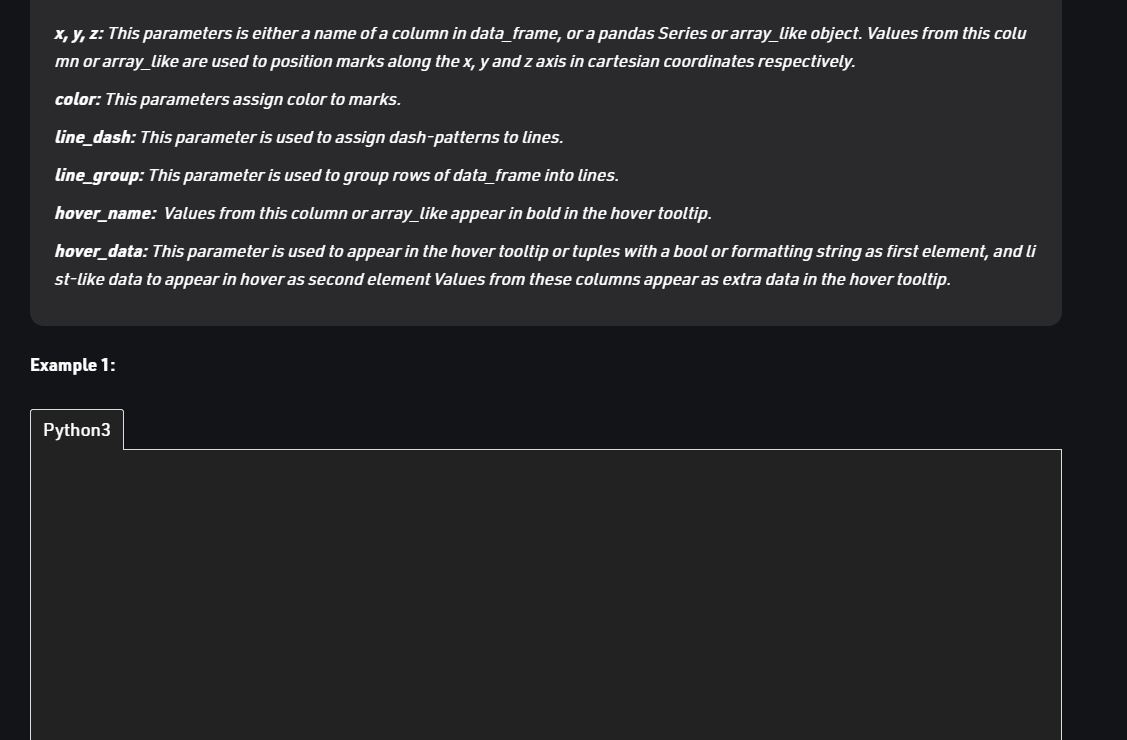 x, y, z: This parameters is either a name of a column in data_frame, or a pandas Series or array_like object. Values from this colu
mn or array_like are used to position marks along the x, y and z axis in cartesian coordinates respectively.
color: This parameters assign color to marks.
line_dash: This parameter is used to assign dash-patterns to lines.
line_group: This parameter is used to group rows of data_frame into lines.
hover_name: Values from this column or array_like appear in bold in the hover tooltip.
hover_data: This parameter is used to appear in the hover tooltip or tuples with a bool or formatting string as first element, and li
st-like data to appear in hover as second element Values from these columns appear as extra data in the hover tooltip.
Example 1:
Python3